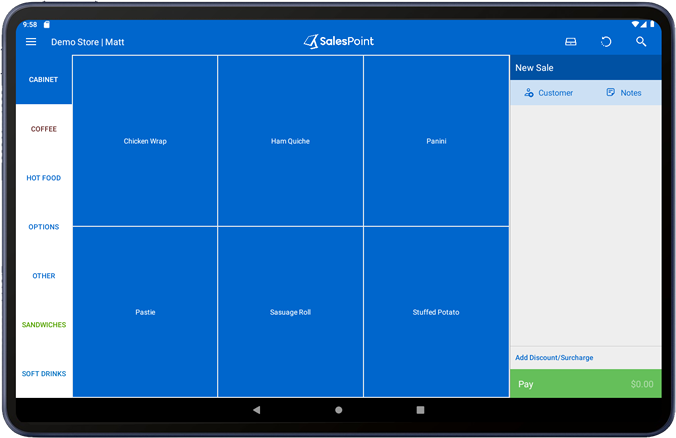 9:58
Demo Store | Matt
SalesPoint
CABINET
COFFEE
HOT FOOD
OPTIONS
OTHER
SANDWICHES
SOFT DRINKS
Chicken Wrap
Ham Quiche
Panini
Pastie
Sasuage Roll
Stuffed Potato
New Sale
Customer
Notes
Add Discount/Surcharge
Pay $0.00